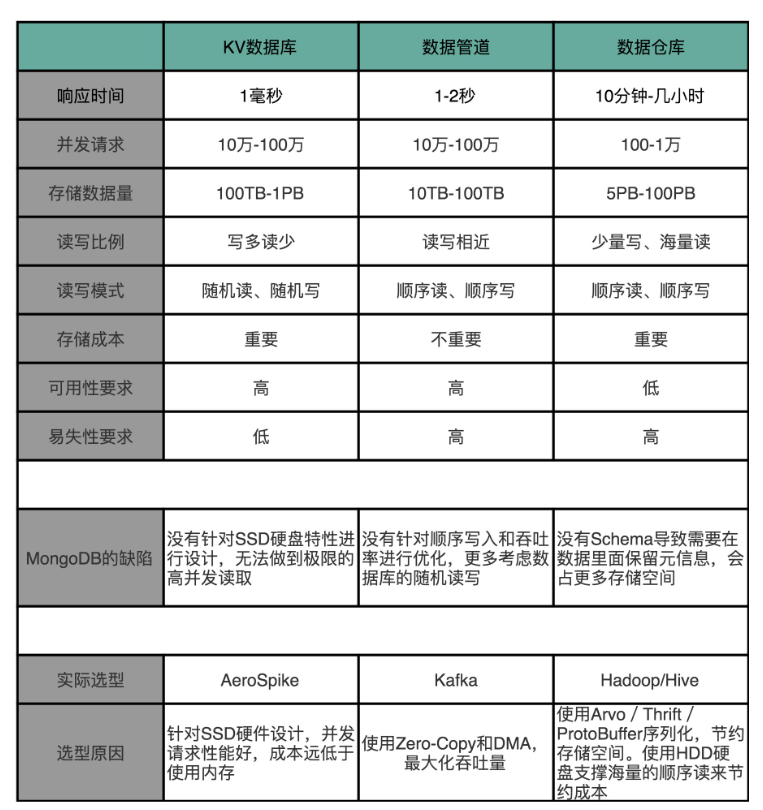 KV数据库 数据管道 数据仓库
响应时间 1毫秒 1-2秒 10分钟-几小时
并发请求 10万-100万 10万-100万 100-1万
存储数据量 100TB-1PB 10TB-100TB 5PB-100PB
读写比例 写多读少 读写相近 少量写、海量读
读写模式 随机读、随机写 顺序读、顺序写 顺序读、顺序写
存储成本 重要 不重要 重要
可用性要求 高 高 低
易失性要求 低 高 高
MongoDB的缺陷
没有针对SSD硬盘特性进
行设计，无法做到极限的
高并发读取
没有针对顺序写入和吞吐
率进行优化，更多考虑数
据库的随机读写
没有Schema导致需要在
数据里面保留元信息，会
占更多存储空间
实际选型 AeroSpike Kafka Hadoop/Hive
选型原因
针对SSD硬件设计，并发
请求性能好，成本远低于
使用内存
使用Zero-Copy和DMA，
最大化吞吐量
使用Arvo / Thrift /
ProtoBuffer序列化，节约
存储空间。使用HDD硬
盘支撑海量的顺序读来节
约成本